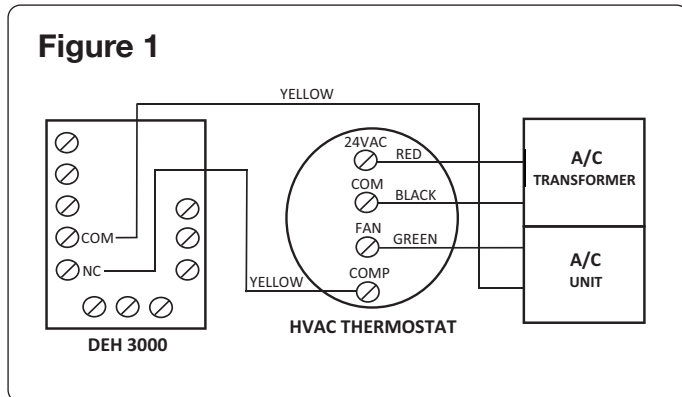 Figure 1
YELLOW
24VAC
RED
A/C
TRANSFORMER
COM
BLACK
FAN
GREEN
COM
NC
A/C
UNIT
YELLOW
COMP
HVAC THERMOSTAT
DEH 3000